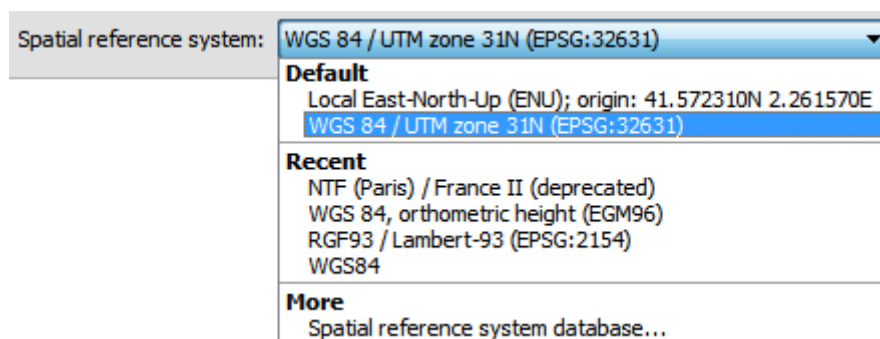 Spatial reference system: WGS 84 / UTM zone 31N (EPSG:32631)
Default
Local East-North-Up (ENU); origin: 41.572310N 2.261570E
WGS 84 / UTM zone 31N (EPSG:32631)
Recent
NTF (Paris) / France II (deprecated)
WGS 84, orthometric height (EGM96)
RGF93 / Lambert-93 (EPSG:2154)
WGS84
More
Spatial reference system database...